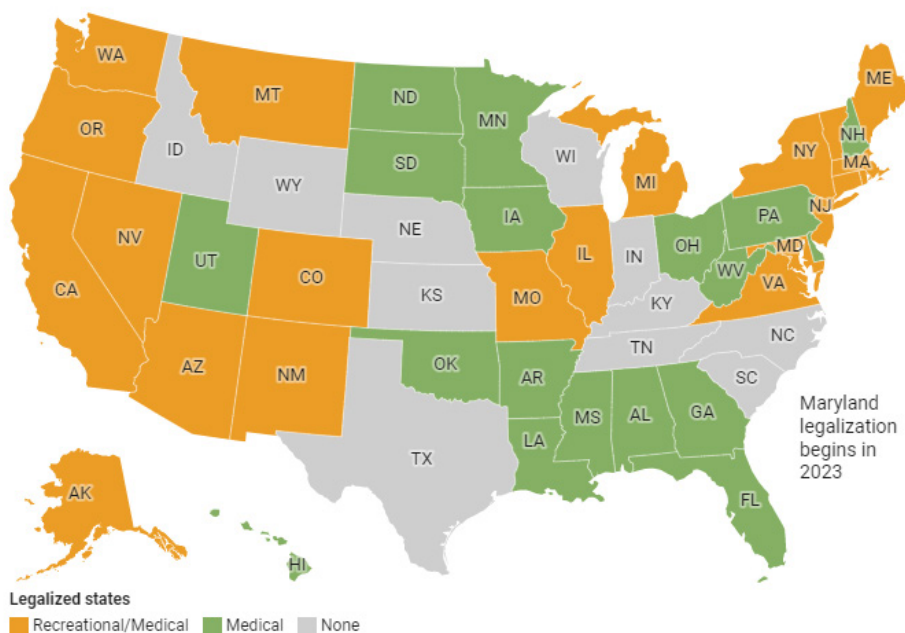 WA
MT
ND
MN
ME
OR
ID
SD
WI
NY
NH
MA
WY
MI
IA
PA
NJ
NE
NV
UT
CO
IL
IN
OH
MD
WV
VA
CA
KS
MO
KY
AZ
NM
OK
AR
TN
NC
SC
MS
AL
GA
TX
LA
FL
AK
HI
Maryland
legalization
begins in
2023
Legalized states
Recreational/Medical Medical None